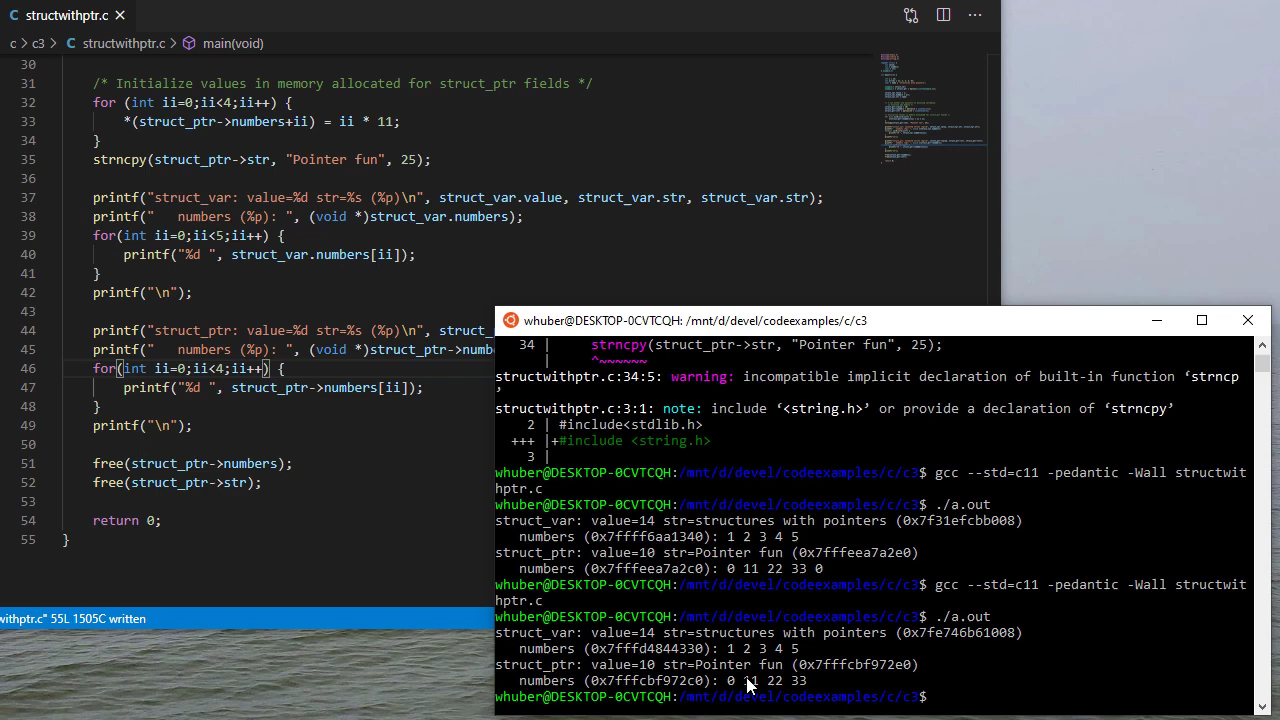 structwithptr.c
c > c3 > structwithptr.c > main(void)
30
31 /* Initialize values in memory allocated for struct_ptr fields */
32 for (int ii=0;ii<4;ii++) {
33 *(struct_ptr->numbers+ii) = ii * 11;
34 }
35 strncpy(struct_ptr->str, "Pointer fun", 25);
36
37 printf("struct_var: value=%d str=%s (%p)\n", struct_var.value, struct_var.str, struct_var.str);
38 printf("   numbers (%p): ", (void *)struct_var.numbers);
39 for(int ii=0;ii<5;ii++) {
40 printf("%d ", struct_var.numbers[ii]);
41 }
42 printf("\n");
43
44 printf("struct_ptr: value=%d str=%s (%p)\n", struct_
45 printf("   numbers (%p): ", (void *)struct_ptr->numb
46 for(int ii=0;ii<4;ii++) {
47 printf("%d ", struct_ptr->numbers[ii]);
48 }
49 printf("\n");
50
51 free(struct_ptr->numbers);
52 free(struct_ptr->str);
53
54 return 0;
55 }
withptr.c" 55L 1505C written
whuber@DESKTOP-0CVTCQH: /mnt/d/devel/codeexamples/c/c3
34 | strncpy(struct_ptr->str, "Pointer fun", 25);
| ^~~~~~~
structwithptr.c:34:5: warning: incompatible implicit declaration of built-in function ‘strncp
’
structwithptr.c:3:1: note: include ‘<string.h>’ or provide a declaration of ‘strncpy’
2 | #include<stdlib.h>
+++ |+#include <string.h>
3 |
whuber@DESKTOP-0CVTCQH:/mnt/d/devel/codeexamples/c/c3$ gcc --std=c11 -pedantic -Wall structwit
hptr.c
whuber@DESKTOP-0CVTCQH:/mnt/d/devel/codeexamples/c/c3$ ./a.out
struct_var: value=14 str=structures with pointers (0x7f31efcbb008)
numbers (0x7ffff6aa1340): 1 2 3 4 5
struct_ptr: value=10 str=Pointer fun (0x7fffeea7a2e0)
numbers (0x7fffeea7a2c0): 0 11 22 33 0
whuber@DESKTOP-0CVTCQH:/mnt/d/devel/codeexamples/c/c3$ gcc --std=c11 -pedantic -Wall structwit
hptr.c
whuber@DESKTOP-0CVTCQH:/mnt/d/devel/codeexamples/c/c3$ ./a.out
struct_var: value=14 str=structures with pointers (0x7fe746b61008)
numbers (0x7fffd4844330): 1 2 3 4 5
struct_ptr: value=10 str=Pointer fun (0x7fffcbf972e0)
numbers (0x7fffcbf972c0): 0 11 22 33
whuber@DESKTOP-0CVTCQH:/mnt/d/devel/codeexamples/c/c3$